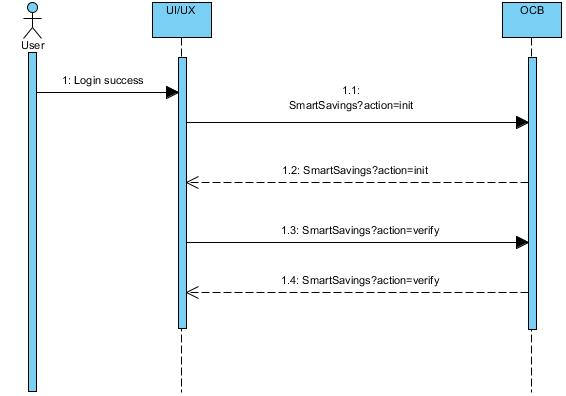 UI/UX
OCB
User
1: Login success
1.1:
SmartSavings?action=init
1.2: SmartSavings?action=init
1.3: SmartSavings?action=verify
1.4: SmartSavings?action=verify